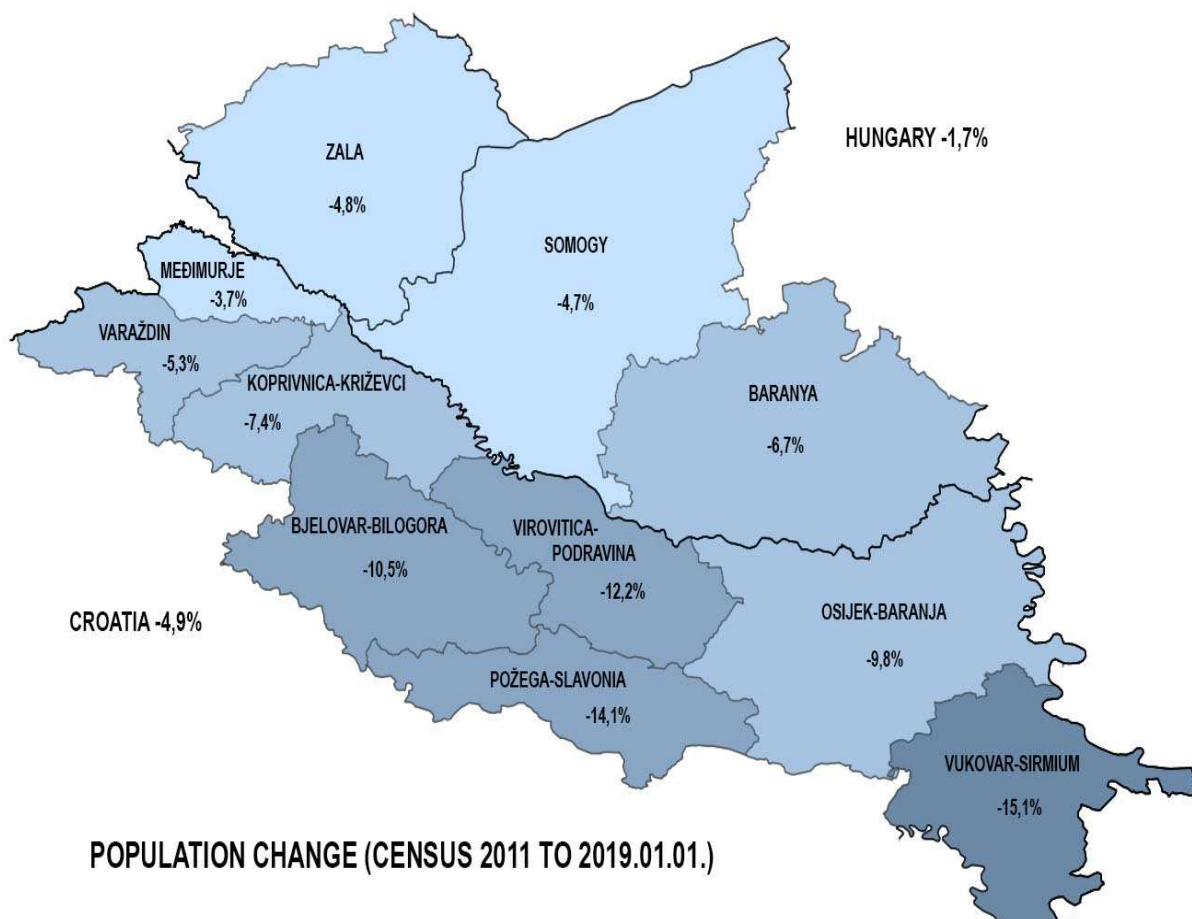 ZALA
-4,8%
HUNGARY -1,7%
SOMOGY
-4,7%
MEĐIMURJE
-3,7%
VARAŽDIN
-5,3%
KOPRIVNICA-KRIŽEVCI
-7,4%
BARANYA
-6,7%
BJELOVAR-BILOGORA
-10,5%
VIROVITICA-
PODRAVINA
-12,2%
OSIJEK-BARANJA
-9,8%
CROATIA -4,9%
POŽEGA-SLAVONIA
-14,1%
VUKOVAR-SIRMIUM
-15,1%
POPULATION CHANGE (CENSUS 2011 TO 2019.01.01.)